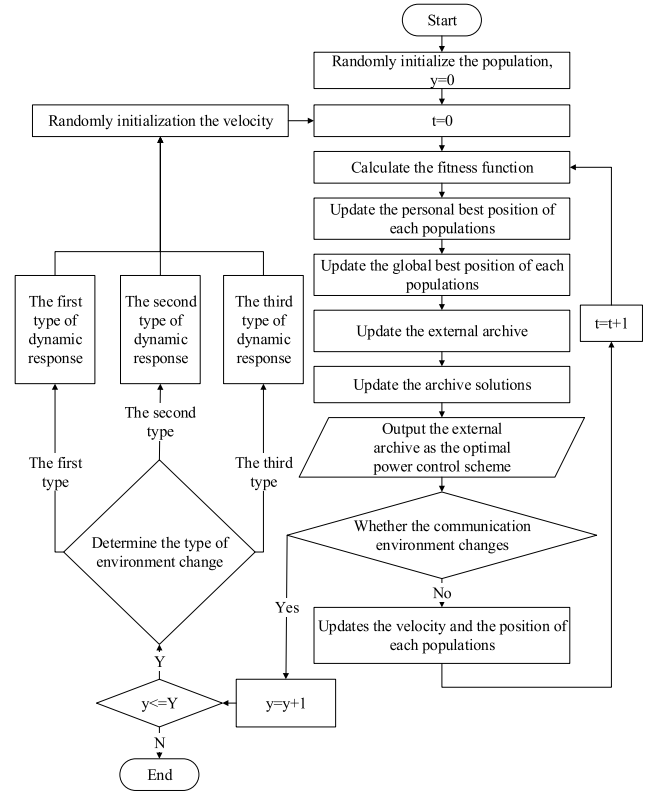 Start
Randomly initialize the population,
y=0
Randomly initialization the velocity
t=0
Calculate the fitness function
Update the personal best position of
each populations
Update the global best position of each
populations
The first
type of
dynamic
response
The second
type of
dynamic
response
The third
type of
dynamic
response
t=t+1
Update the external archive
Update the archive solutions
The second
type
Output the external
archive as the optimal
power control scheme
The first
type
The third
type
Whether the communication
environment changes
Determine the type of
environment change
No
Yes
Updates the velocity and the position of
each populations
Y
y<=Y
y=y+1
N
End